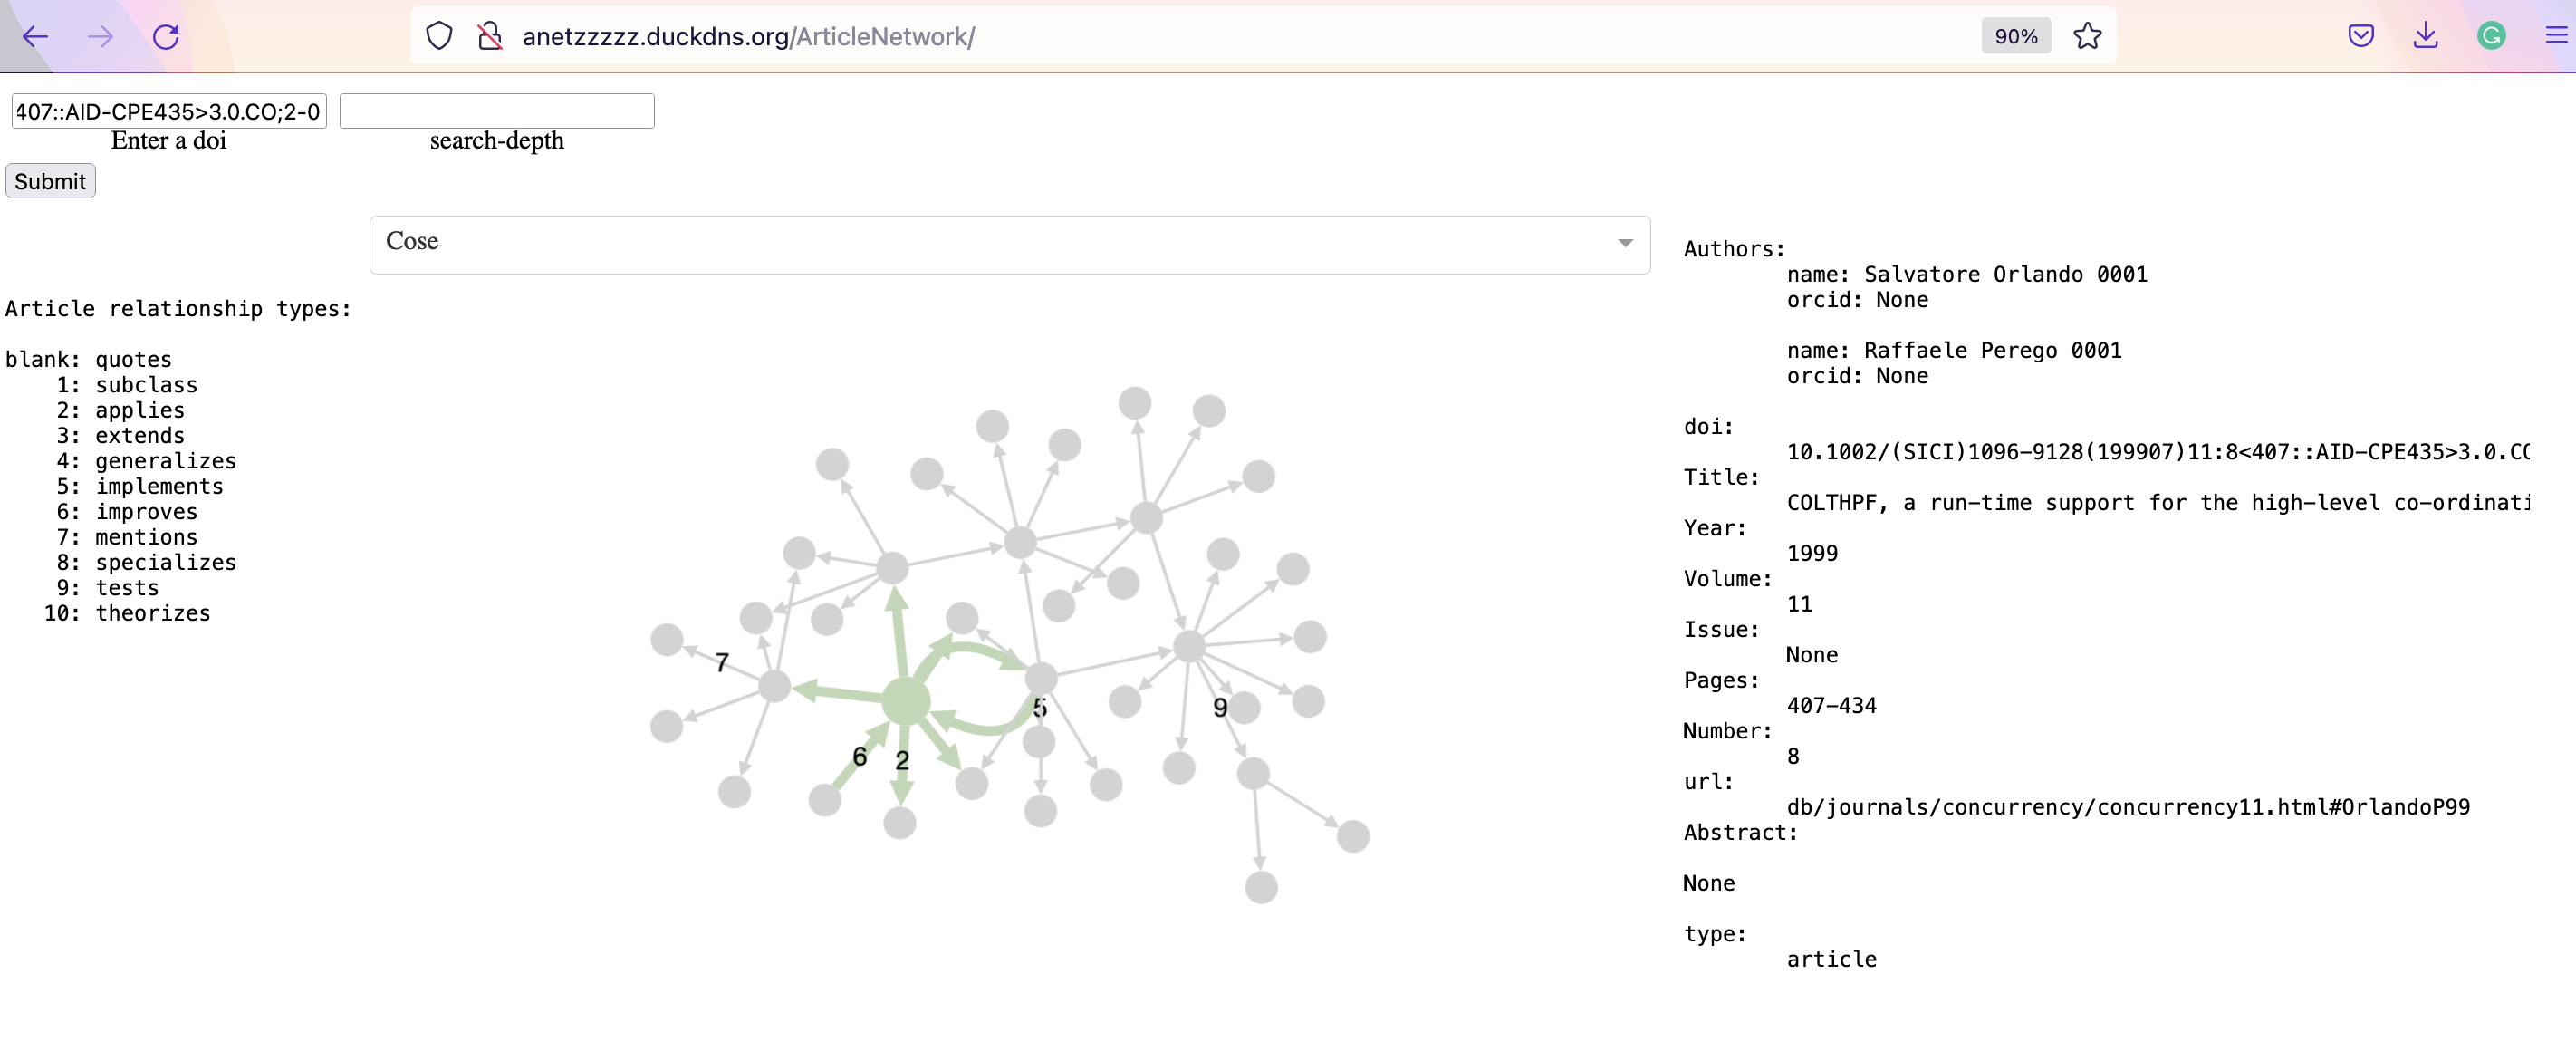 anetzzzzz.duckdns.org/ArticleNetwork/
90%
407::AID-CPE435>3.0.CO;2-0
Enter a doi
search-depth
Submit
Cose
Article relationship types:
blank: quotes
1: subclass
2: applies
3: extends
4: generalizes
5: implements
6: improves
7: mentions
8: specializes
9: tests
10: theorizes
7
5
9
6
2
Authors:
name: Salvatore Orlando 0001
orcid: None
name: Raffaele Perego 0001
orcid: None
doi:
10.1002/(SICI)1096-9128(199907)11:8<407::AID-CPE435>3.0.CO
Title:
COLTHPF, a run-time support for the high-level co-ordinati
Year:
1999
Volume:
11
Issue:
None
Pages:
407-434
Number:
8
url:
db/journals/concurrency/concurrency11.html#OrlandoP99
Abstract:
None
type:
article